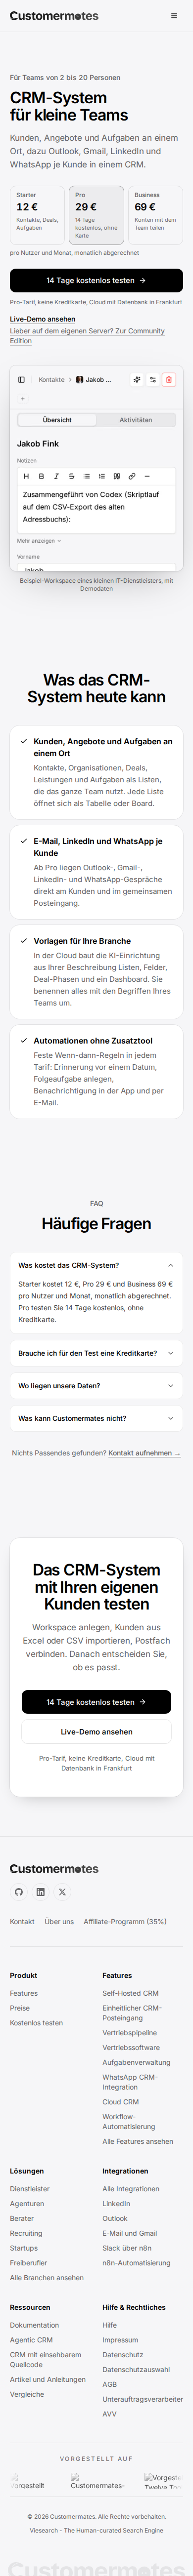 Customermates
Für Teams von 2 bis 20 Personen
CRM-System
für kleine Teams
Kunden, Angebote und Aufgaben an einem
Ort, dazu Outlook, Gmail, LinkedIn und
WhatsApp je Kunde in einem CRM.
Starter
12 €
Kontakte, Deals,
Aufgaben
Pro
29 €
14 Tage
kostenlos, ohne
Karte
Business
69 €
Konten mit dem
Team teilen
pro Nutzer und Monat, monatlich abgerechnet
14 Tage kostenlos testen →
Pro-Tarif, keine Kreditkarte, Cloud mit Datenbank in Frankfurt
Live-Demo ansehen
Lieber auf dem eigenen Server? Zur Community
Edition
Kontakte > Jakob ...
Übersicht
Aktivitäten
Jakob Fink
Notizen
H B I S
Zusammengeführt von Codex (Skriptlauf
auf dem CSV-Export des alten
Adressbuchs):
Mehr anzeigen
Vorname
Jakob
Beispiel-Workspace eines kleinen IT-Dienstleisters, mit
Demodaten
Was das CRM-
System heute kann
Kunden, Angebote und Aufgaben an
einem Ort
Kontakte, Organisationen, Deals,
Leistungen und Aufgaben als Listen,
die das ganze Team nutzt. Jede Liste
öffnet sich als Tabelle oder Board.
E-Mail, LinkedIn und WhatsApp je
Kunde
Ab Pro liegen Outlook-, Gmail-,
LinkedIn- und WhatsApp-Gespräche
direkt am Kunden und im gemeinsamen
Posteingang.
Vorlagen für Ihre Branche
In der Cloud baut die KI-Einrichtung
aus Ihrer Beschreibung Listen, Felder,
Deal-Phasen und ein Dashboard. Sie
benennen alles mit den Begriffen Ihres
Teams um.
Automationen ohne Zusatztool
Feste Wenn-dann-Regeln in jedem
Tarif: Erinnerung vor einem Datum,
Folgeaufgabe anlegen,
Benachrichtigung in der App und per
E-Mail.
FAQ
Häufige Fragen
Was kostet das CRM-System?
Starter kostet 12 €, Pro 29 € und Business 69 €
pro Nutzer und Monat, monatlich abgerechnet.
Pro testen Sie 14 Tage kostenlos, ohne
Kreditkarte.
Brauche ich für den Test eine Kreditkarte?
Wo liegen unsere Daten?
Was kann Customermates nicht?
Nichts Passendes gefunden? Kontakt aufnehmen →
Das CRM-System
mit Ihren eigenen
Kunden testen
Workspace anlegen, Kunden aus
Excel oder CSV importieren, Postfach
verbinden. Danach entscheiden Sie,
ob es passt.
14 Tage kostenlos testen →
Live-Demo ansehen
Pro-Tarif, keine Kreditkarte, Cloud mit
Datenbank in Frankfurt
Customermates
Kontakt Über uns Affiliate-Programm (35%)
Produkt
Features
Preise
Kostenlos testen
Features
Self-Hosted CRM
Einheitlicher CRM-
Posteingang
Vertriebspipeline
Vertriebssoftware
Aufgabenverwaltung
WhatsApp CRM-
Integration
Cloud CRM
Workflow-
Automatisierung
Alle Features ansehen
Lösungen
Dienstleister
Agenturen
Berater
Recruiting
Startups
Freiberufler
Alle Branchen ansehen
Integrationen
Alle Integrationen
LinkedIn
Outlook
E-Mail und Gmail
Slack über n8n
n8n-Automatisierung
Ressourcen
Dokumentation
Agentic CRM
CRM mit einsehbarem
Quellcode
Artikel und Anleitungen
Vergleiche
Hilfe & Rechtliches
Hilfe
Impressum
Datenschutz
Datenschutzauswahl
AGB
Unterauftragsverarbeiter
AVV
VORGESTELLT AUF
Vorgestellt
Customermates-
Vorgestellt
Twelve To
© 2026 Customermates. Alle Rechte vorbehalten.
Viesearch - The Human-curated Search Engine
Customermates